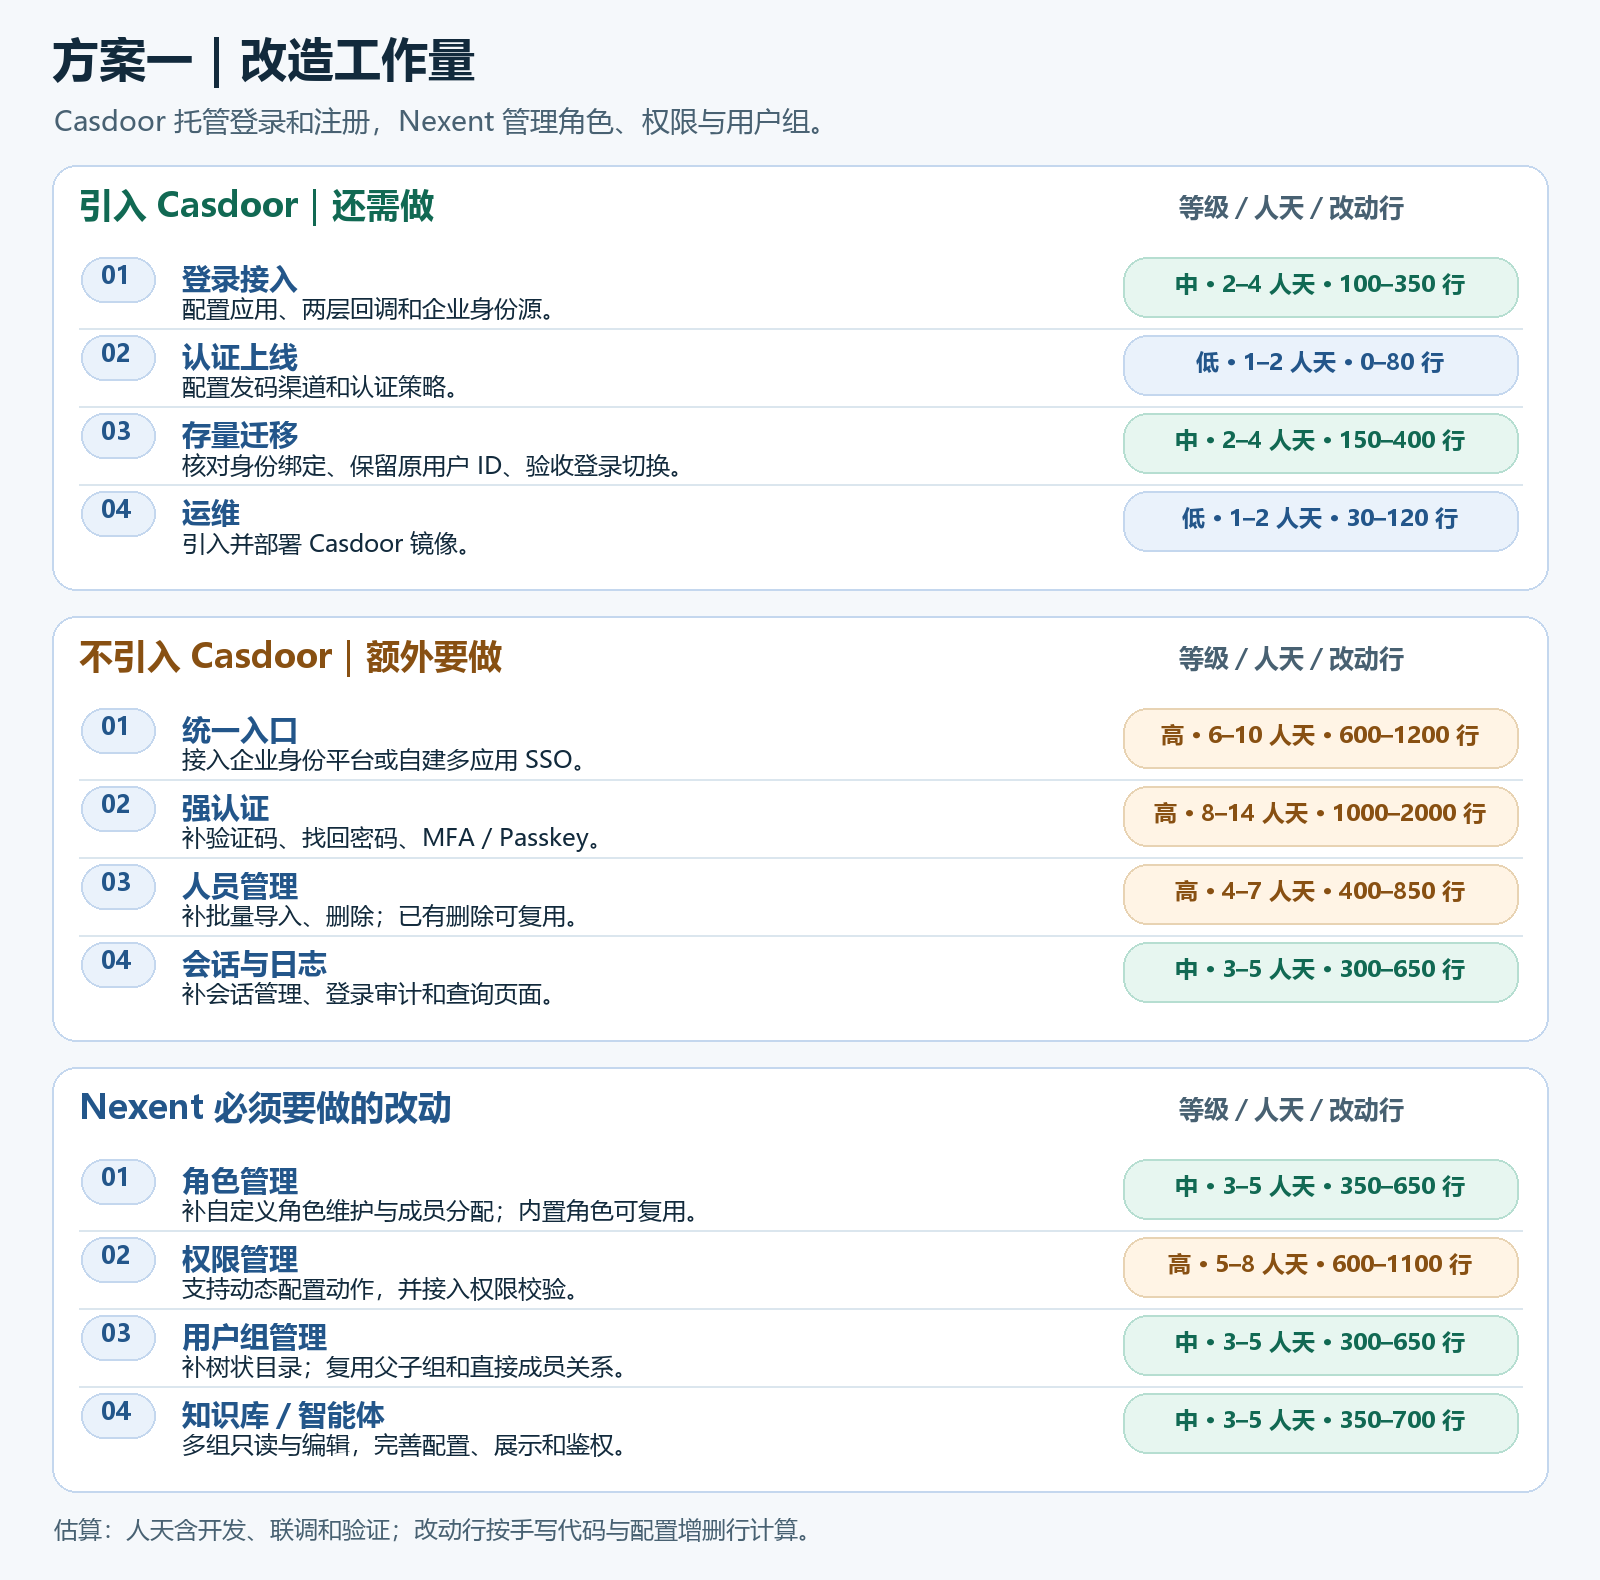 方案一｜改造工作量
Casdoor 托管登录和注册，Nexent 管理角色、权限与用户组。
引入 Casdoor｜还需做
等级 / 人天 / 改动行
01
登录接入
配置应用、两层回调和企业身份源。
中 • 2–4 人天 • 100–350 行
02
认证上线
配置发码渠道和认证策略。
低 • 1–2 人天 • 0–80 行
03
存量迁移
核对身份绑定、保留原用户 ID、验收登录切换。
中 • 2–4 人天 • 150–400 行
04
运维
引入并部署 Casdoor 镜像。
低 • 1–2 人天 • 30–120 行
不引入 Casdoor｜额外要做
等级 / 人天 / 改动行
01
统一入口
接入企业身份平台或自建多应用 SSO。
高 • 6–10 人天 • 600–1200 行
02
强认证
补验证码、找回密码、MFA / Passkey。
高 • 8–14 人天 • 1000–2000 行
03
人员管理
补批量导入、删除；已有删除可复用。
高 • 4–7 人天 • 400–850 行
04
会话与日志
补会话管理、登录审计和查询页面。
中 • 3–5 人天 • 300–650 行
Nexent 必须要做的改动
等级 / 人天 / 改动行
01
角色管理
补自定义角色维护与成员分配；内置角色可复用。
中 • 3–5 人天 • 350–650 行
02
权限管理
支持动态配置动作，并接入权限校验。
高 • 5–8 人天 • 600–1100 行
03
用户组管理
补树状目录；复用父子组和直接成员关系。
中 • 3–5 人天 • 300–650 行
04
知识库 / 智能体
多组只读与编辑，完善配置、展示和鉴权。
中 • 3–5 人天 • 350–700 行
估算：人天含开发、联调和验证；改动行按手写代码与配置增删行计算。